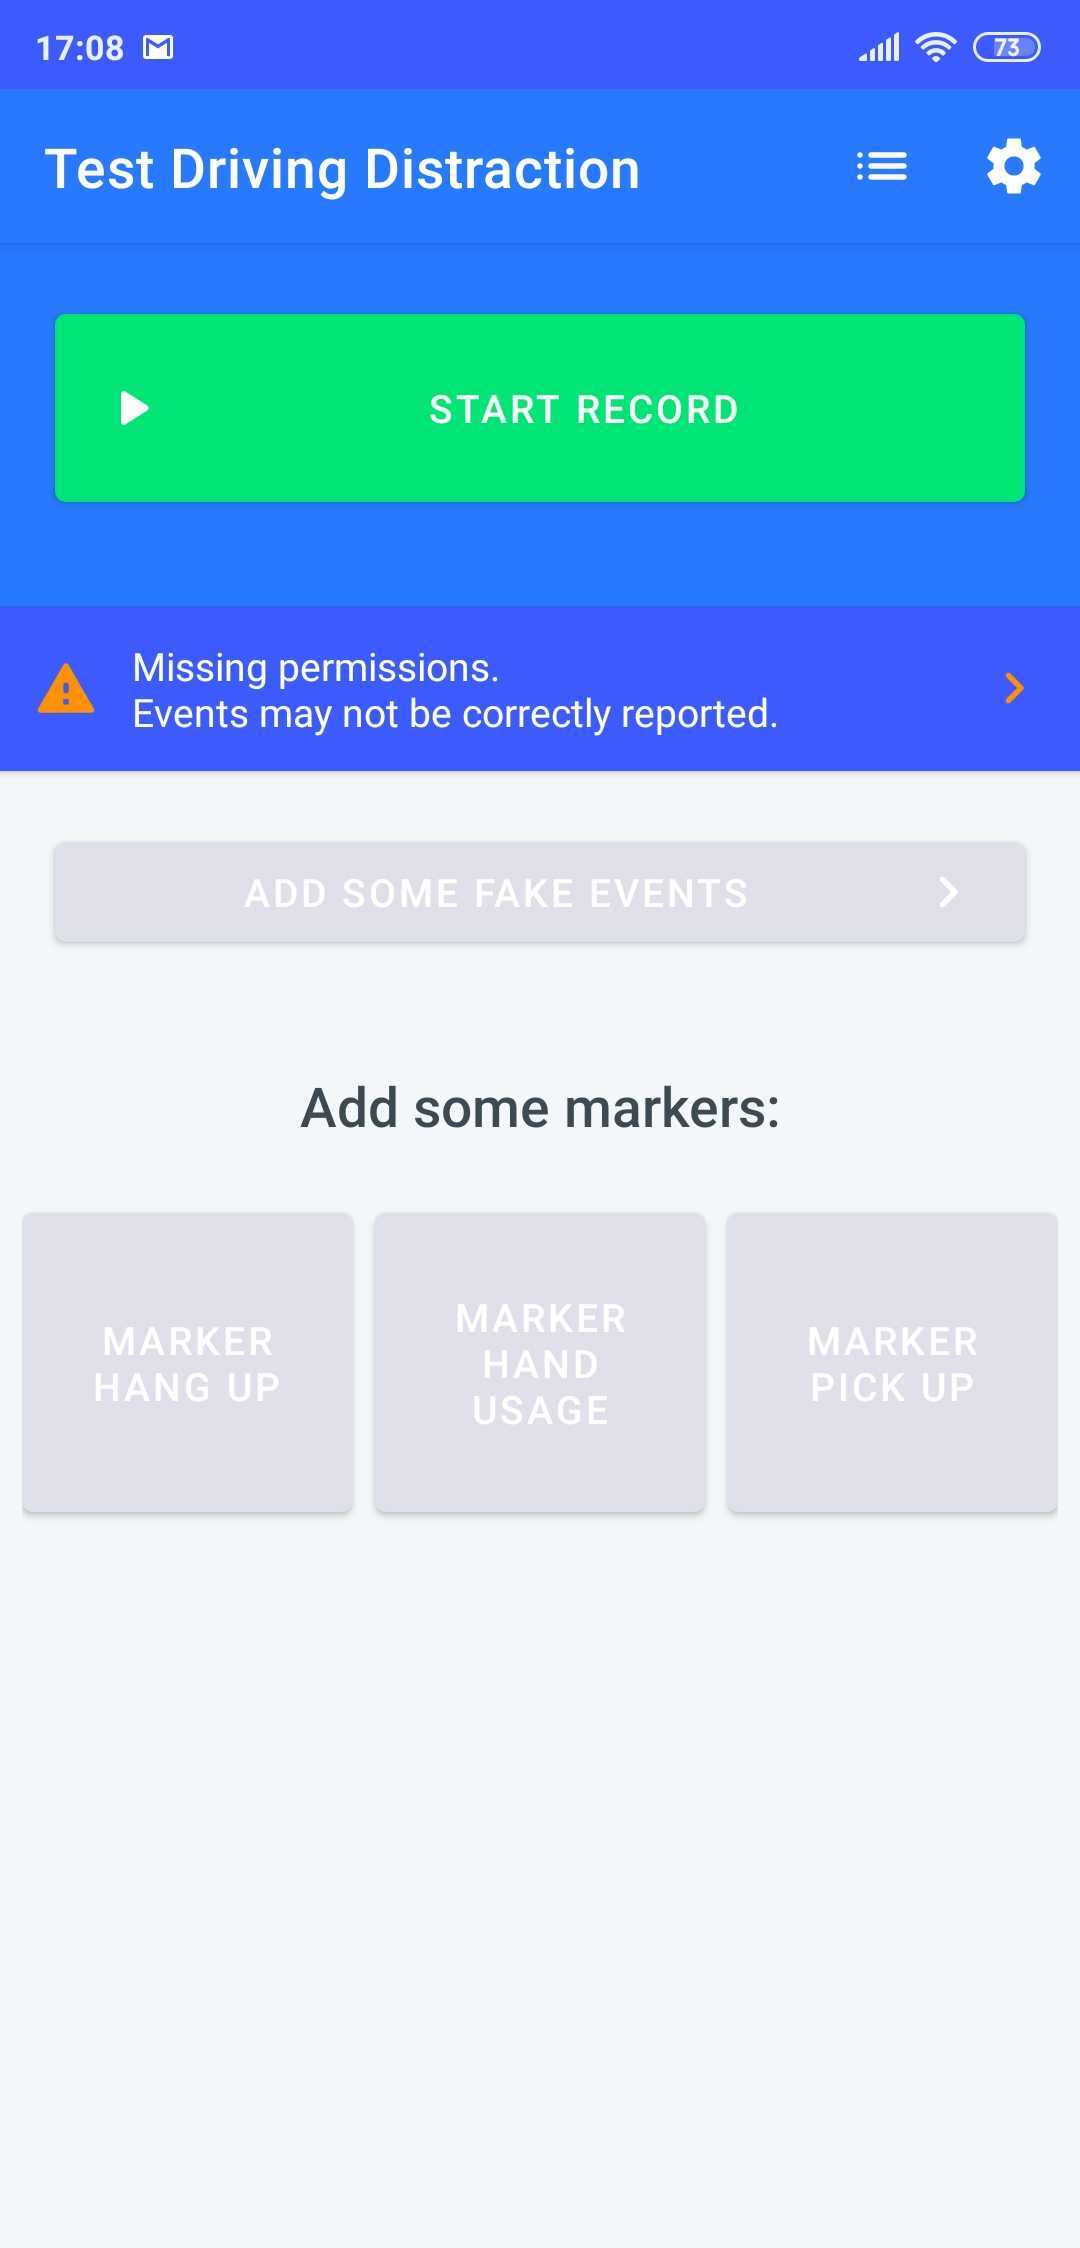 17:08
73
Test Driving Distraction
START RECORD
Missing permissions.
Events may not be correctly reported.
ADD SOME FAKE EVENTS
Add some markers:
MARKER
HANG UP
MARKER
HAND
USAGE
MARKER
PICK UP